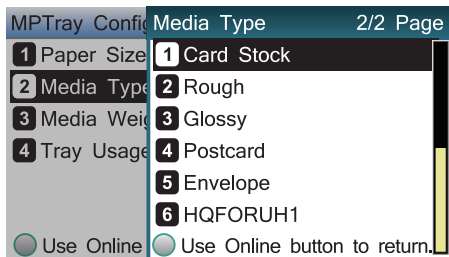 MPTray Config
1 Paper Size
2 Media Type
3 Media Weig
4 Tray Usage
Use Online
Media Type 2/2 Page
1 Card Stock
2 Rough
3 Glossy
4 Postcard
5 Envelope
6 HQFORUH1
Use Online button to return.